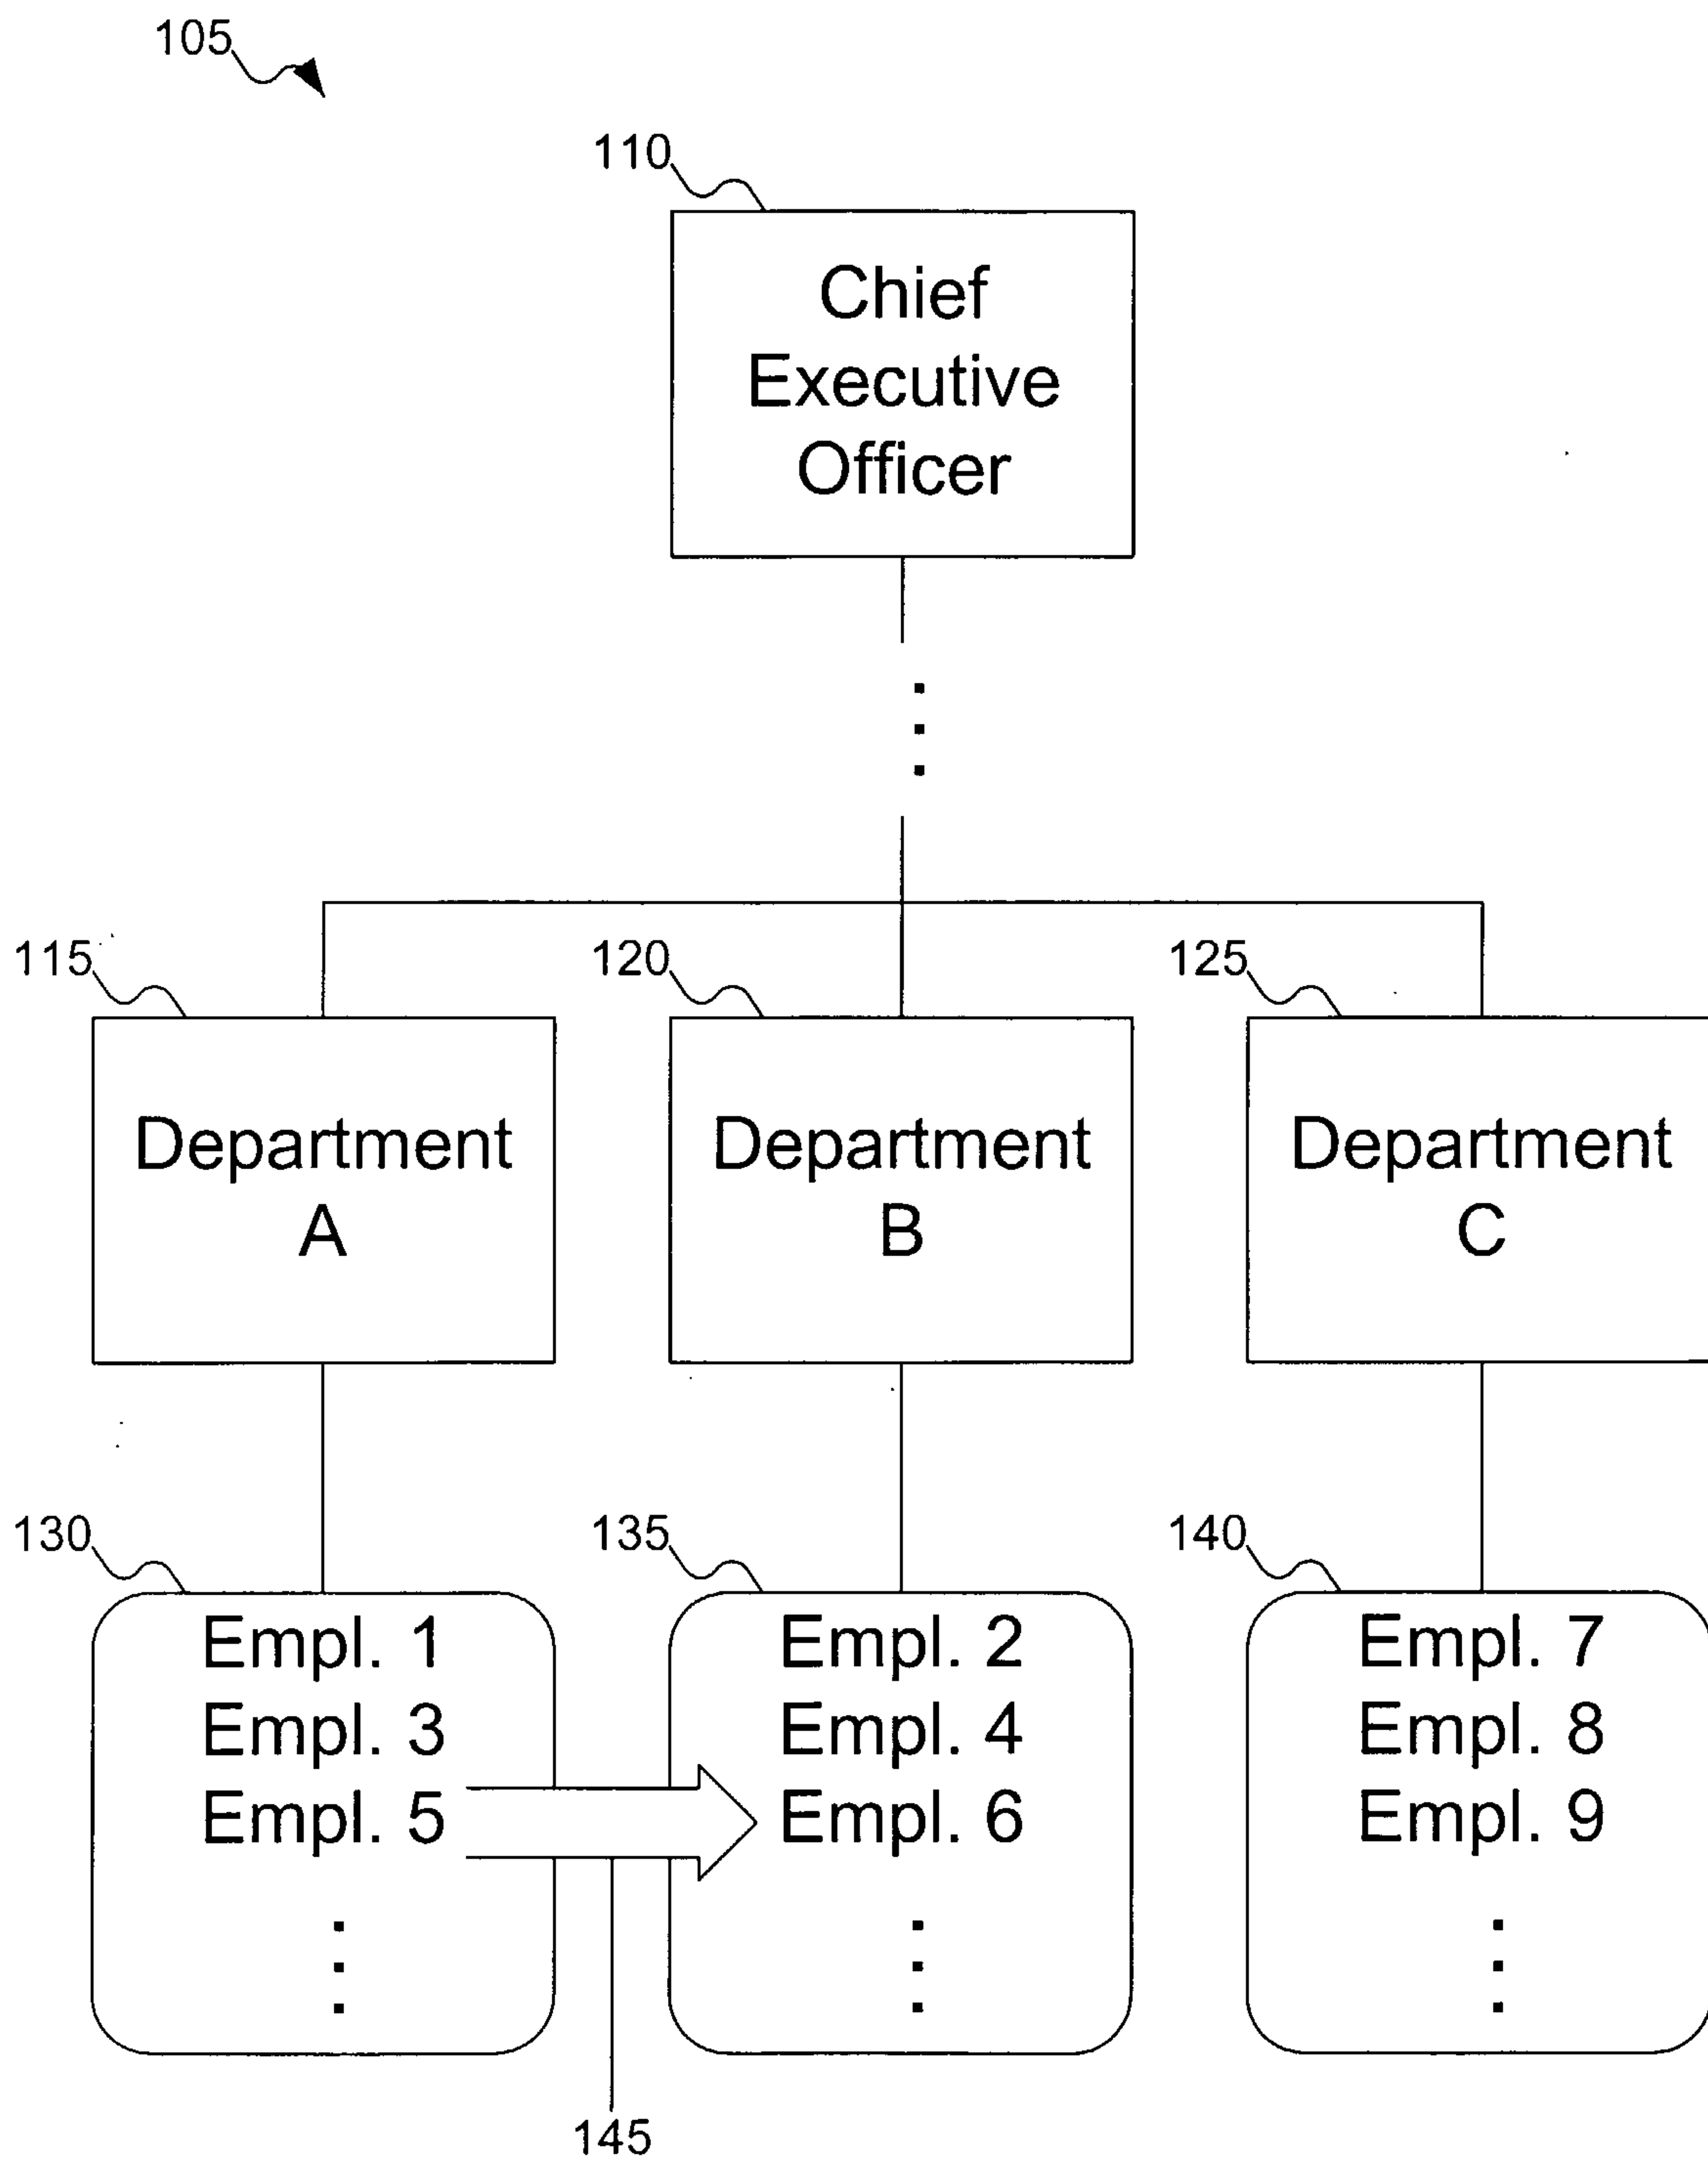 105
110
Chief
Executive
Officer
115
120
125
Department
A
Department
B
Department
C
130
135
140
Empl. 1
Empl. 3
Empl. 5
Empl. 2
Empl. 4
Empl. 6
Empl. 7
Empl. 8
Empl. 9
145